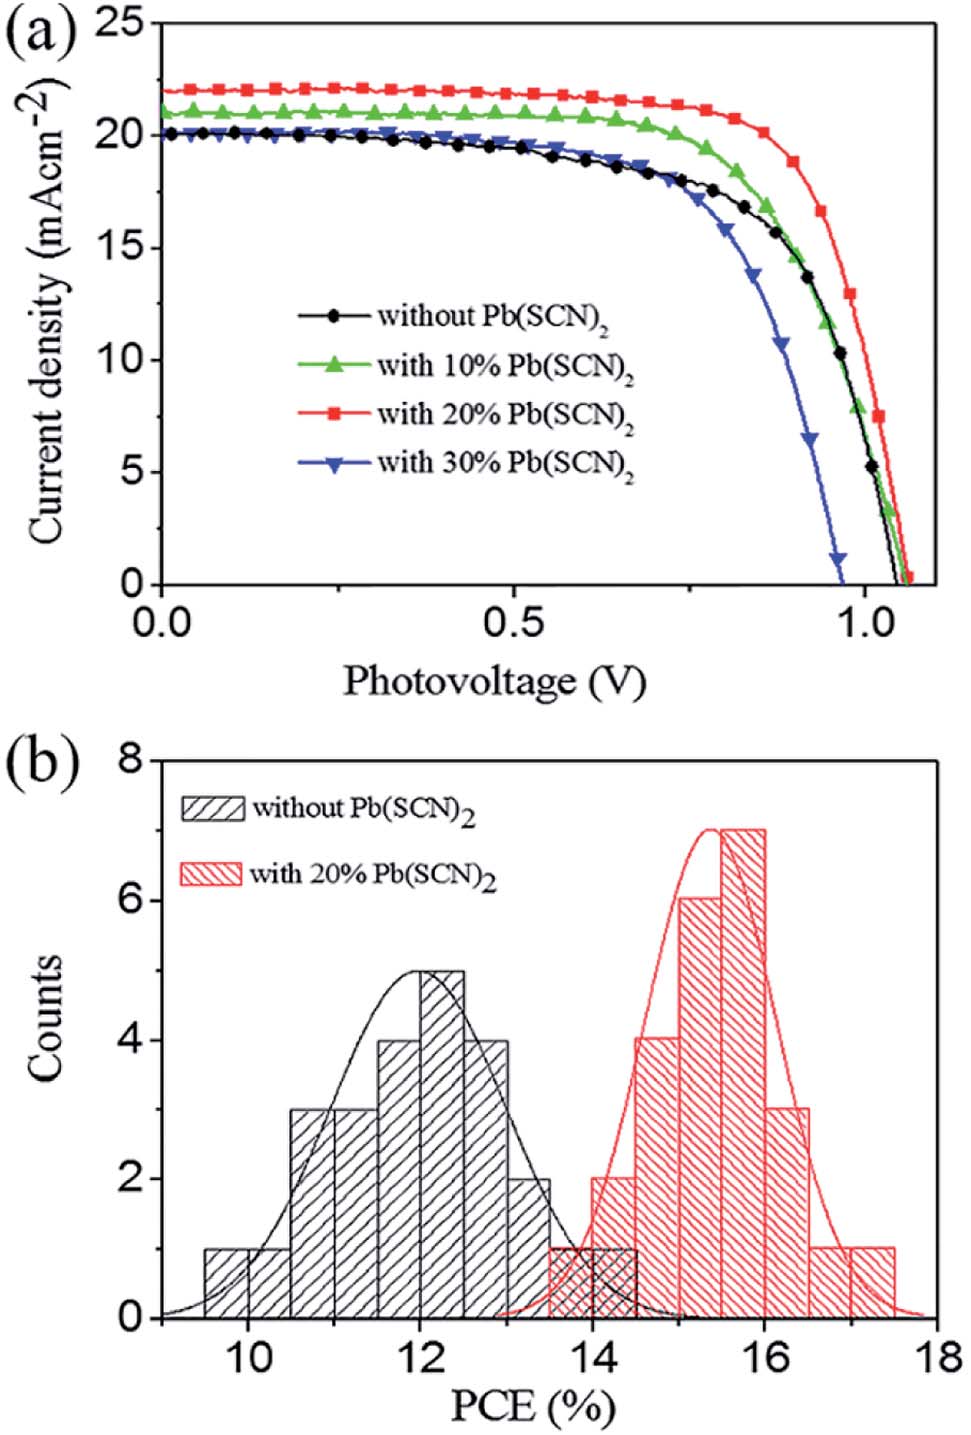 (a)
25
20
15
10
5
0
Current density (mAcm-2)
without Pb(SCN)2
with 10% Pb(SCN)2
with 20% Pb(SCN)2
with 30% Pb(SCN)2
0.0 0.5 1.0
Photovoltage (V)
(b)
8
6
4
2
0
Counts
without Pb(SCN)2
with 20% Pb(SCN)2
10 12 14 16 18
PCE (%)